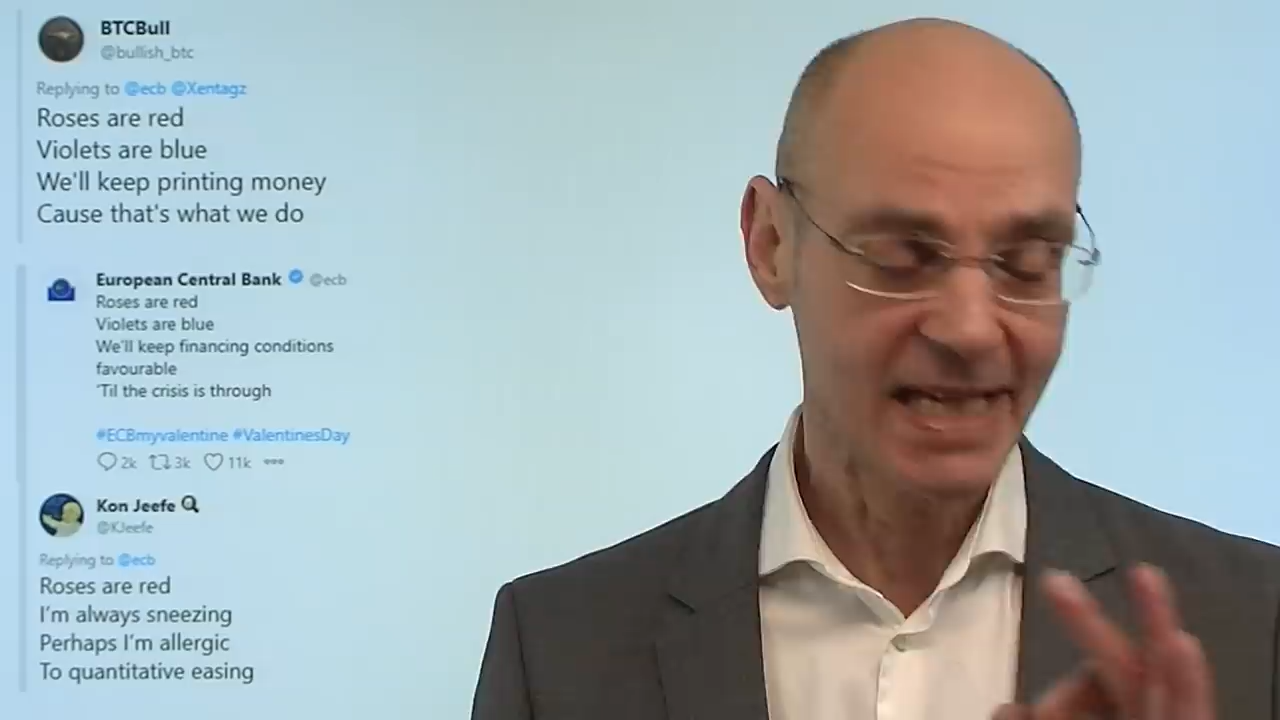 BTCBull
@bullish_btc
Replying to @ecb @Xentagz
Roses are red
Violets are blue
We'll keep printing money
Cause that's what we do
European Central Bank @ecb
Roses are red
Violets are blue
We'll keep financing conditions
favourable
'Til the crisis is through
#ECBmyvalentine #ValentinesDay
2k 3k 11k
Kon Jeefe
@KJeefe
Replying to @ecb
Roses are red
I'm always sneezing
Perhaps I'm allergic
To quantitative easing